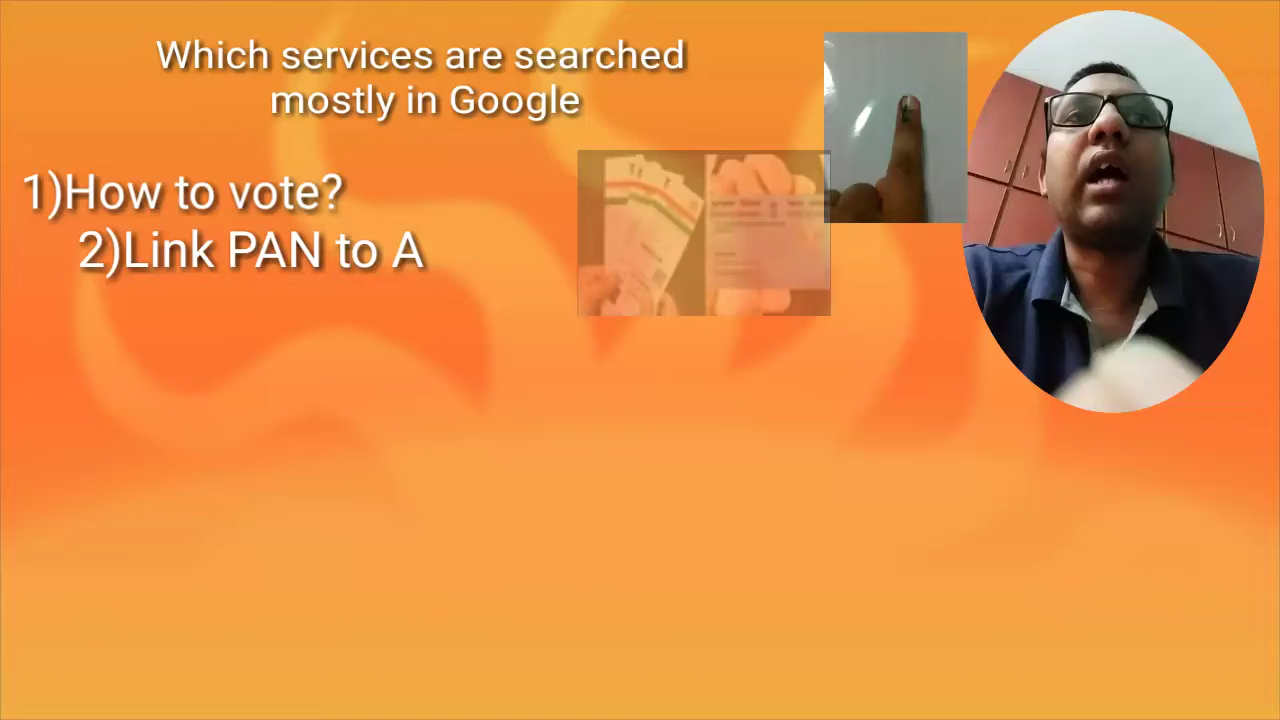 Which services are searched
mostly in Google
1)How to vote?
2)Link PAN to A